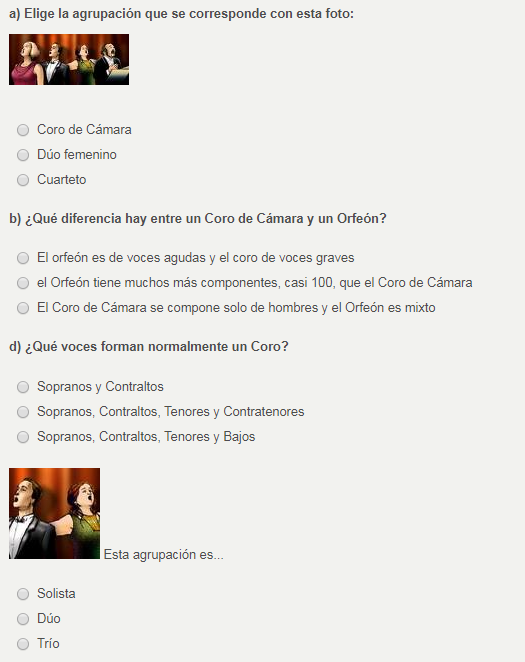 a) Elige la agrupación que se corresponde con esta foto:
Coro de Cámara
Dúo femenino
Cuarteto
b) ¿Qué diferencia hay entre un Coro de Cámara y un Orfeón?
El orfeón es de voces agudas y el coro de voces graves
el Orfeón tiene muchos más componentes, casi 100, que el Coro de Cámara
El Coro de Cámara se compone solo de hombres y el Orfeón es mixto
d) ¿Qué voces forman normalmente un Coro?
Sopranos y Contraltos
Sopranos, Contraltos, Tenores y Contratenores
Sopranos, Contraltos, Tenores y Bajos
Esta agrupación es...
Solista
Dúo
Trío